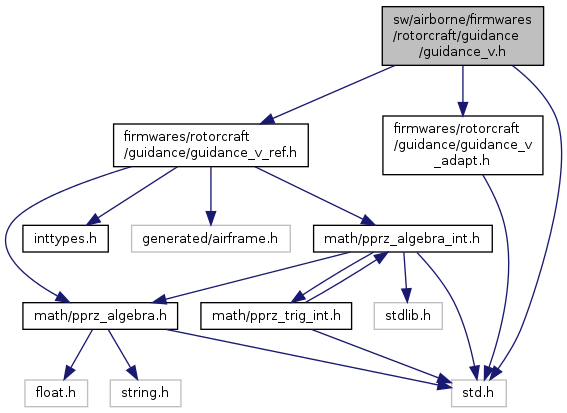 sw/airborne/firmwares
/rotorcraft/guidance
/guidance_v.h
firmwares/rotorcraft
/guidance/guidance_v_ref.h
firmwares/rotorcraft
/guidance/guidance_v
_adapt.h
inttypes.h
generated/airframe.h
math/pprz_algebra_int.h
math/pprz_algebra.h
math/pprz_trig_int.h
stdlib.h
float.h
string.h
std.h